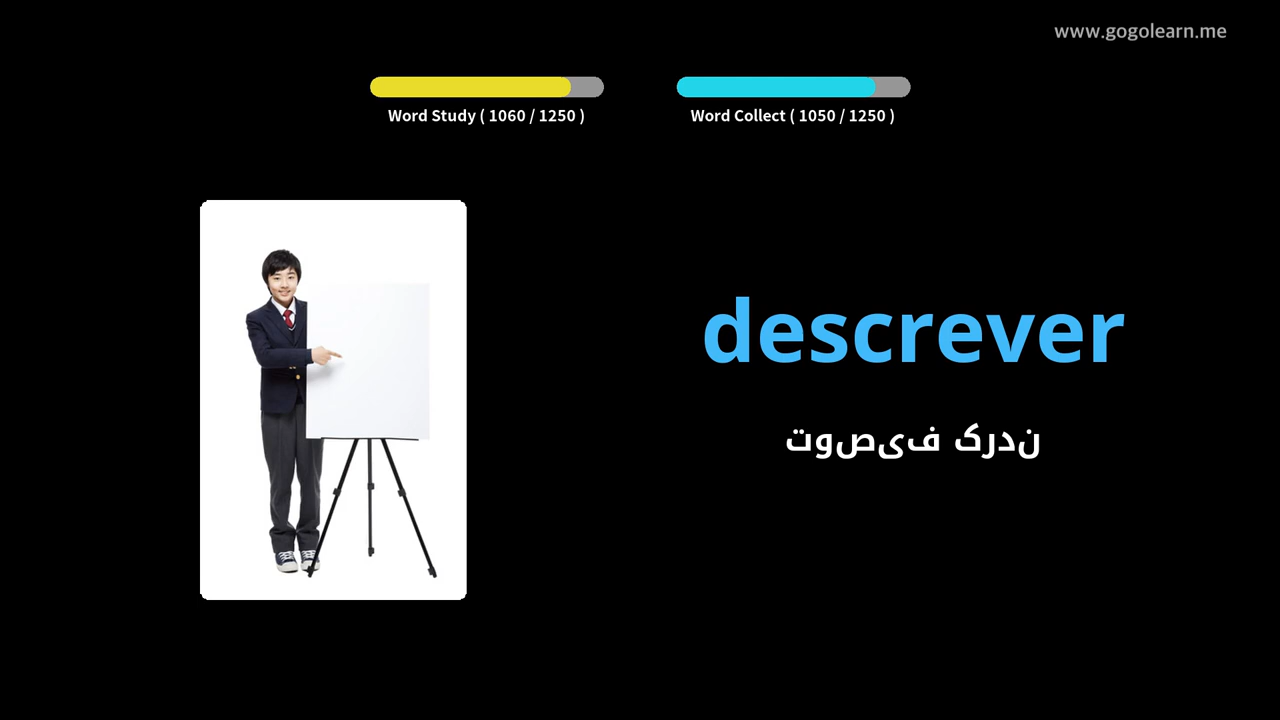 www.gogolearn.me
Word Study ( 1060 / 1250 )
Word Collect ( 1050 / 1250 )
descrever
ندرک فیصوت